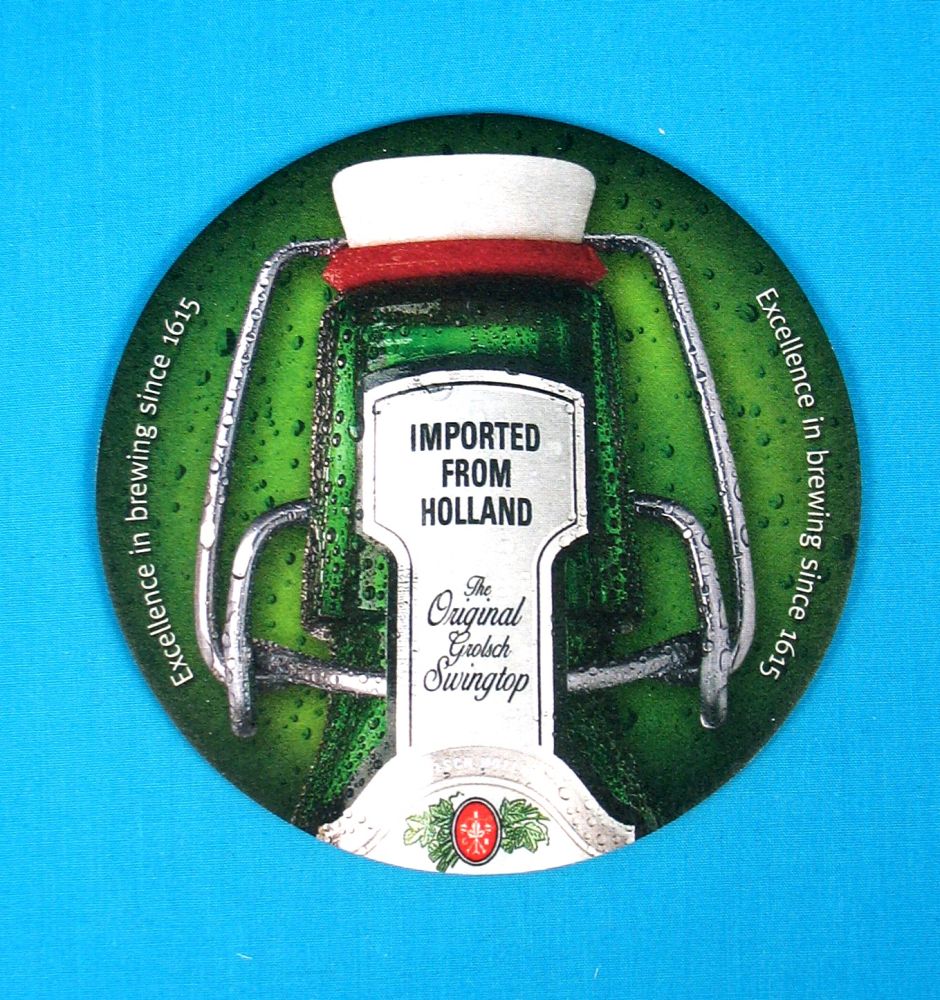 Excellence in brewing since 1615
IMPORTED
FROM
HOLLAND
The
Original
Grolsch
Swingtop
Excellence in brewing since 1615